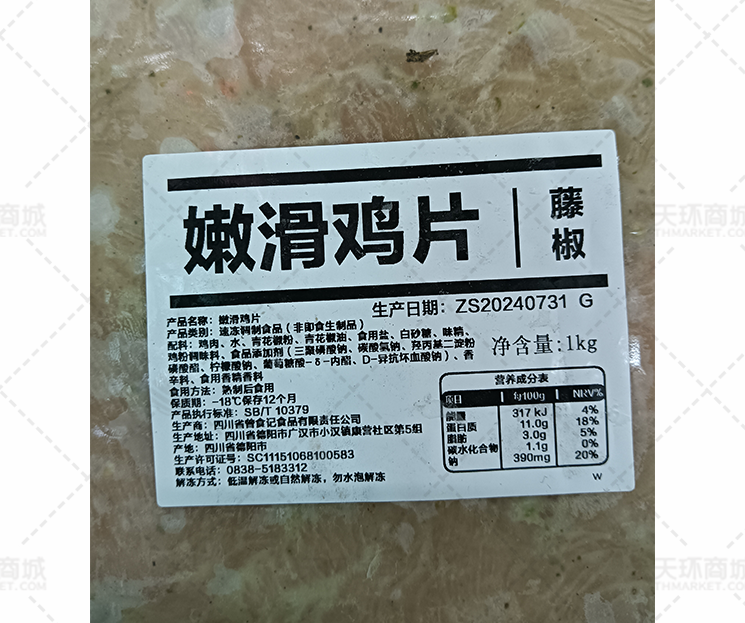 嫩滑鸡片
藤椒
生产日期: ZS20240731 G
产品名称: 嫩滑鸡片
产品类别: 速冻调制食品(非即食生制品)
配料: 鸡肉、水、青花椒粉、青花椒油、食用盐、白砂糖、味精、
鸡粉调味料、食品添加剂(三聚磷酸钠、碳酸氢钠、羟丙基二淀粉
磷酸酯、柠檬酸钠、葡萄糖酸-δ-内酯、D-异抗坏血酸钠)、香
辛料、食用香精香料
食用方法: 熟制后食用
保质期: -18℃保存12个月
产品执行标准: SB/T 10379
生产商: 四川省曾食记食品有限责任公司
生产地址: 四川省德阳市广汉市小汉镇康营社区第5组
产地: 四川省德阳市
生产许可证号: SC11151068100583
联系电话: 0838-5183312
解冻方式: 低温解冻或自然解冻, 勿水泡解冻
净含量:1kg
营养成分表
项目 每100g NRV%
能量 317 kJ 4%
蛋白质 11.0g 18%
脂肪 3.0g 5%
碳水化合物 1.1g 0%
钠 390mg 20%
W
商城
TH.COM
天环商城
THMART.COM